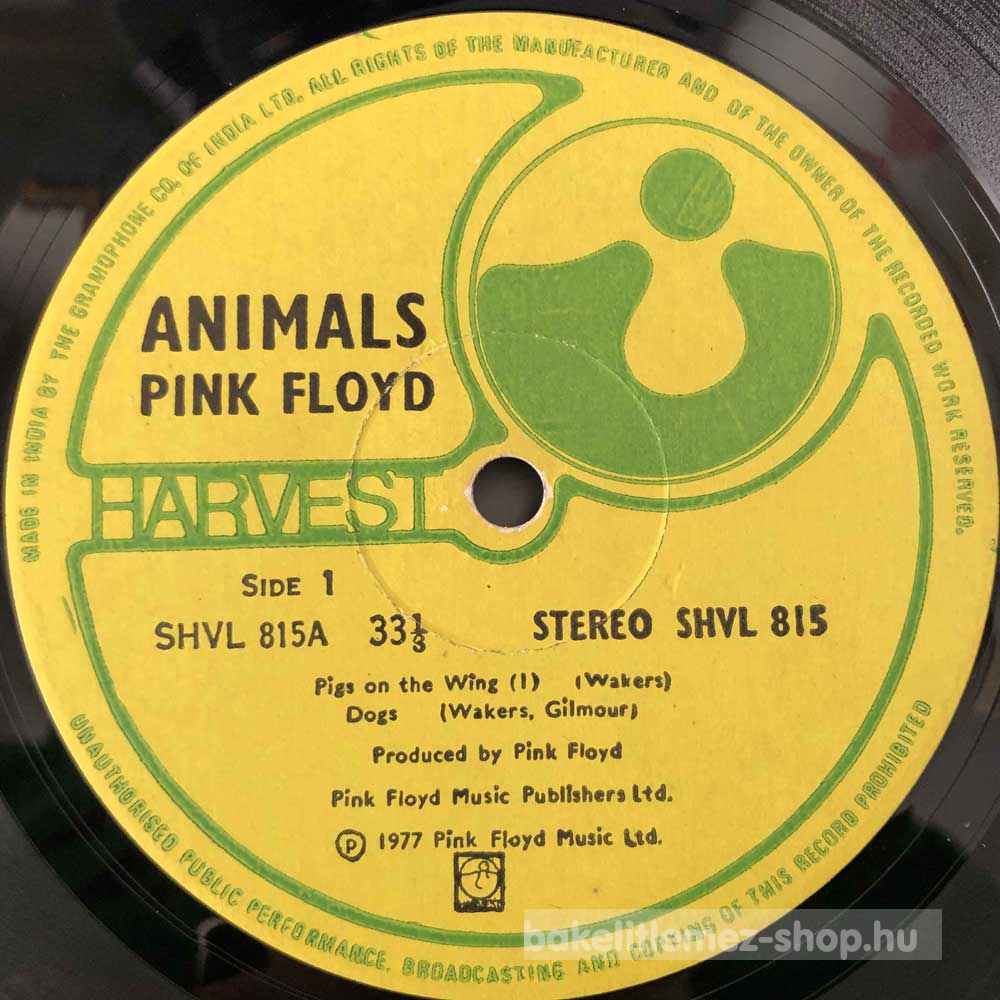 MADE IN INDIA BY THE GRAMOPHONE CO. OF INDIA LTD. ALL RIGHTS OF THE MANUFACTURER AND OF THE OWNER OF THE RECORDED WORK RESERVED.
ANIMALS
PINK FLOYD
HARVEST
SIDE 1
SHVL 815A 33⅓ STEREO SHVL 815
Pigs on the Wing (1) (Wakers)
Dogs (Wakers, Gilmour)
Produced by Pink Floyd
Pink Floyd Music Publishers Ltd.
Ⓟ 1977 Pink Floyd Music Ltd.
UNAUTHORISED PUBLIC PERFORMANCE, BROADCASTING AND COPYING OF THIS RECORD PROHIBITED
bakelitlemez-shop.hu